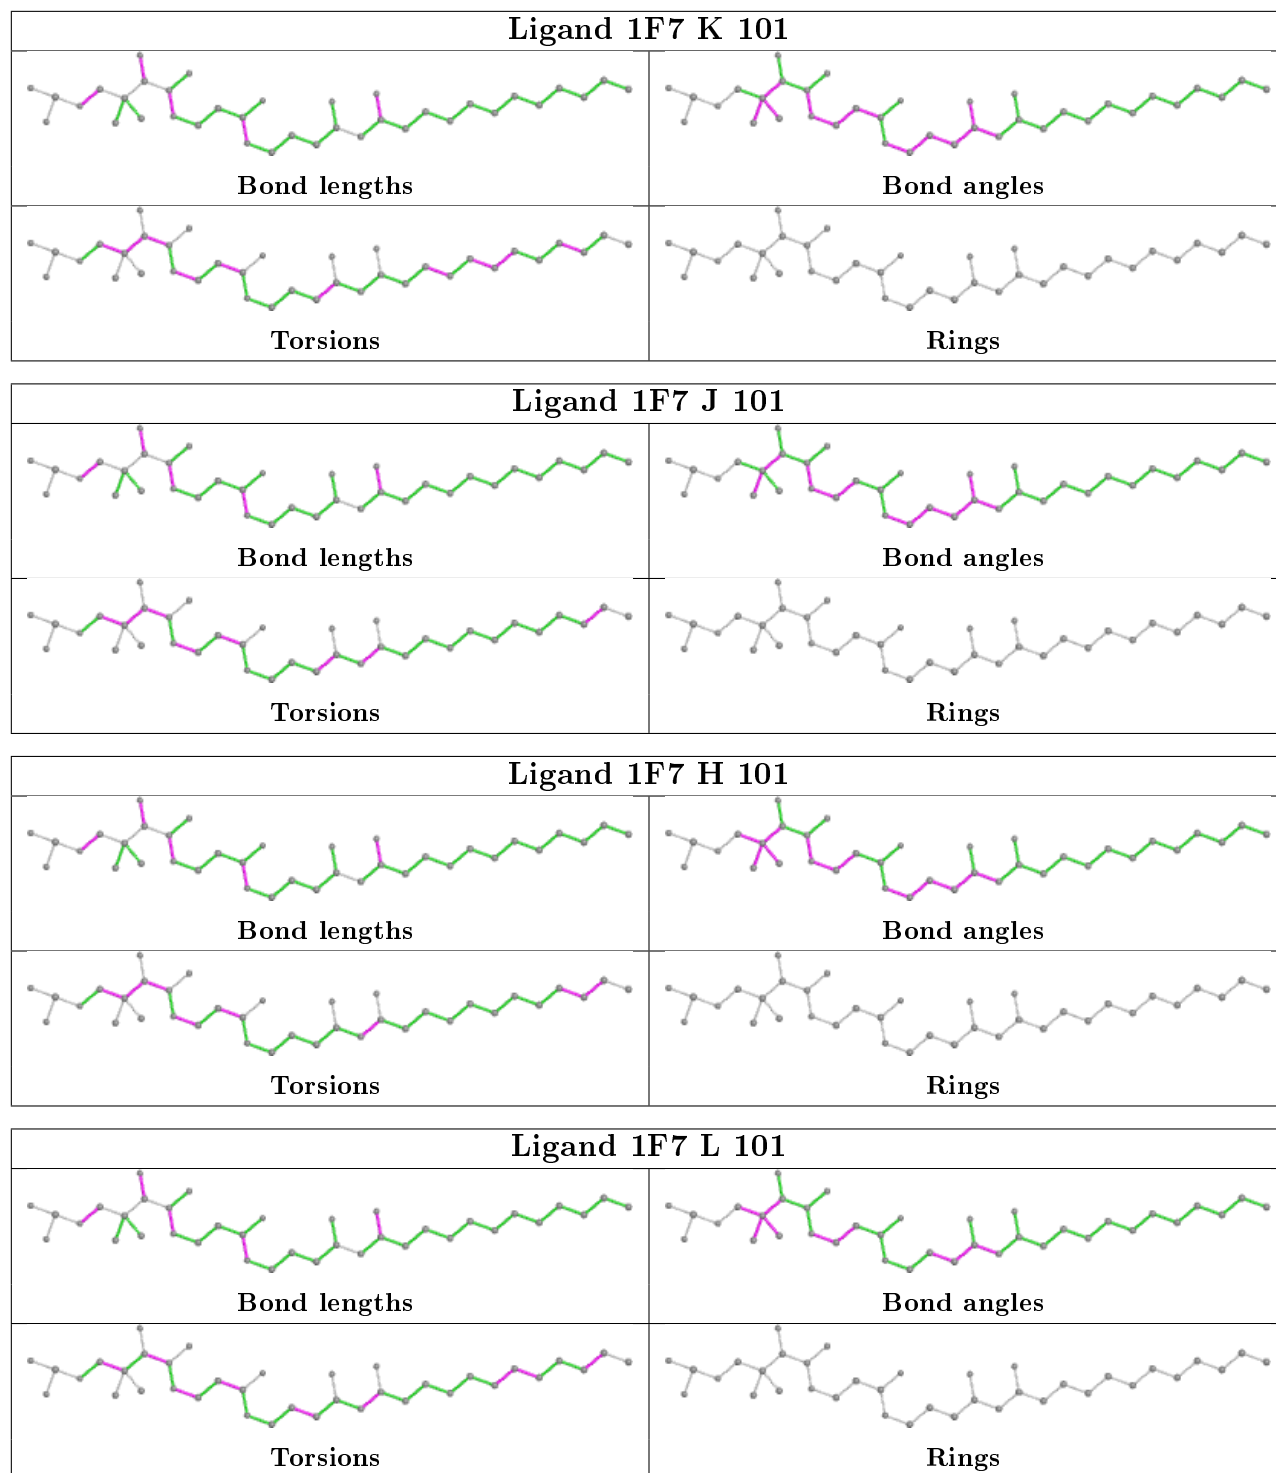 Ligand 1F7 K 101
Bond lengths
Bond angles
Torsions
Rings
Ligand 1F7 J 101
Bond lengths
Bond angles
Torsions
Rings
Ligand 1F7 H 101
Bond lengths
Bond angles
Torsions
Rings
Ligand 1F7 L 101
Bond lengths
Bond angles
Torsions
Rings